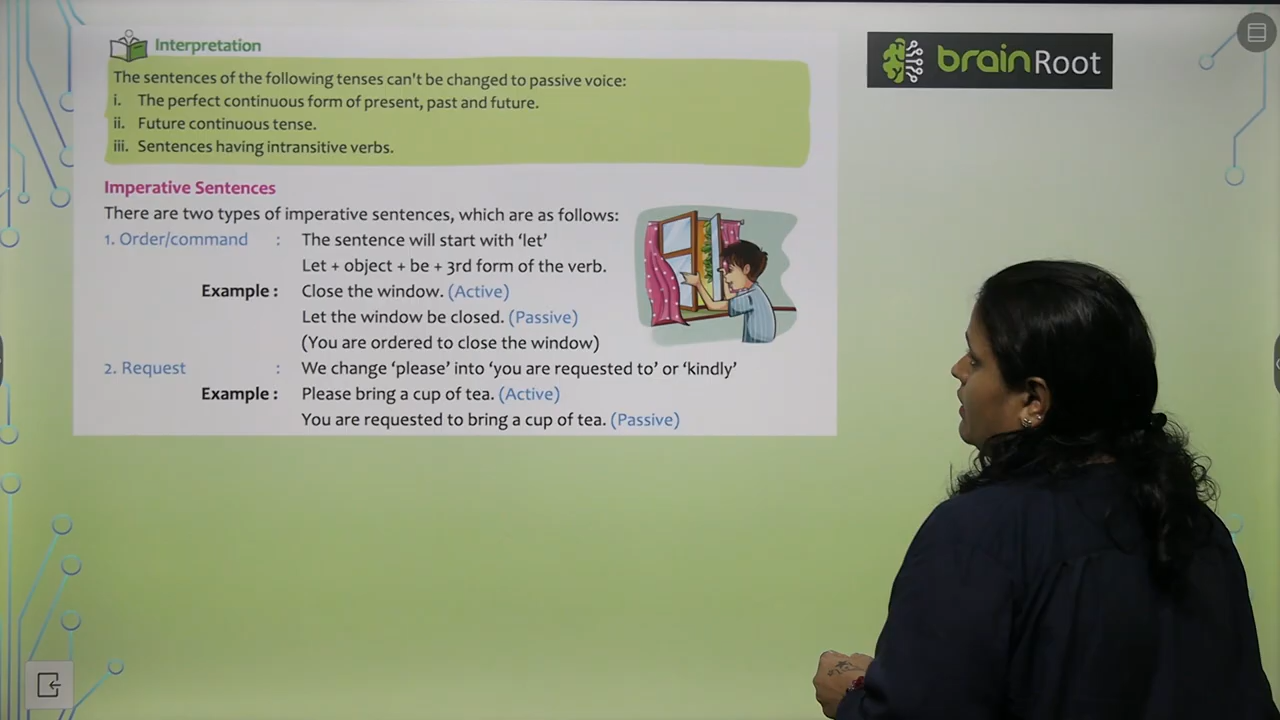 Interpretation
brainRoot
The sentences of the following tenses can't be changed to passive voice:
i. The perfect continuous form of present, past and future.
ii. Future continuous tense.
iii. Sentences having intransitive verbs.
Imperative Sentences
There are two types of imperative sentences, which are as follows:
1. Order/command : The sentence will start with ‘let’
Let + object + be + 3rd form of the verb.
Example : Close the window. (Active)
Let the window be closed. (Passive)
(You are ordered to close the window)
2. Request : We change ‘please’ into ‘you are requested to’ or ‘kindly’
Example : Please bring a cup of tea. (Active)
You are requested to bring a cup of tea. (Passive)